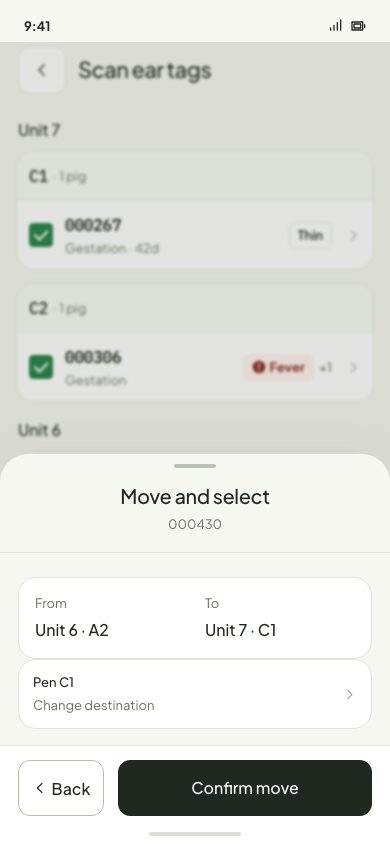 9:41
Scan ear tags
Unit 7
C1 · 1 pig
000267
Gestation · 42d
Thin
C2 · 1 pig
000306
Gestation
Fever +1
Unit 6
Move and select
000430
From
To
Unit 6 · A2
Unit 7 · C1
Pen C1
Change destination
Back
Confirm move